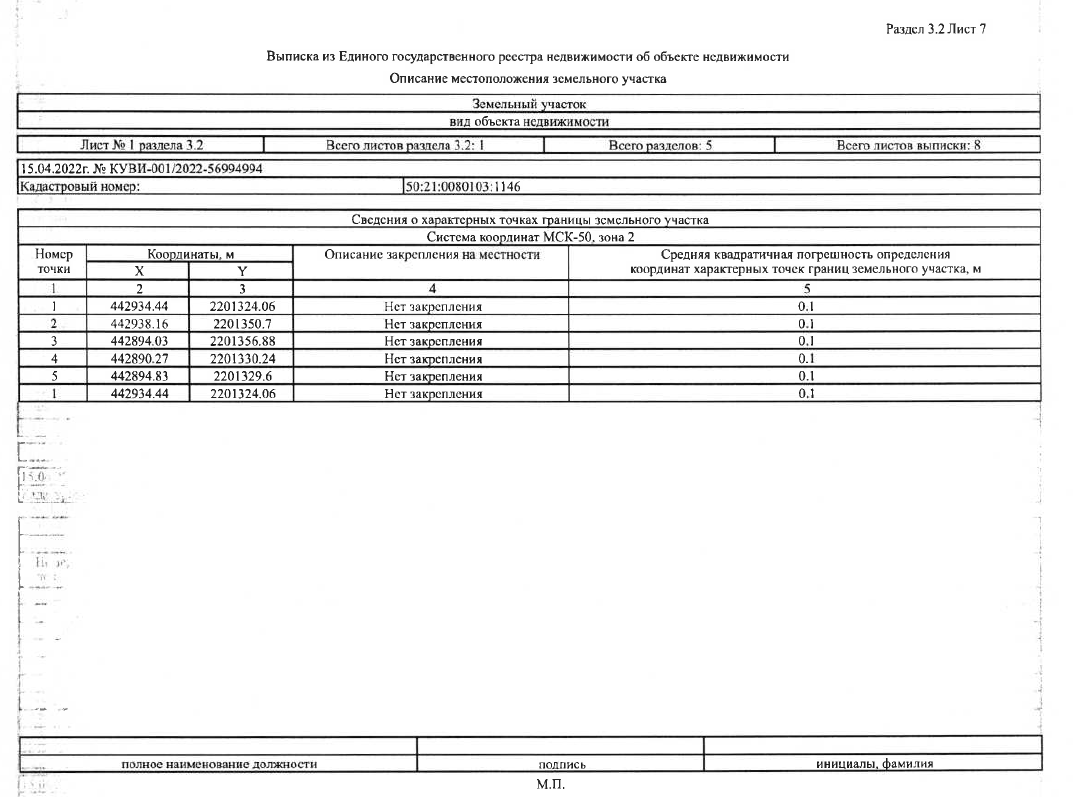 Раздел 3.2 Лист 7
Выписка из Единого государственного реестра недвижимости об объекте недвижимости
Описание местоположения земельного участка
Земельный участок
вид объекта недвижимости
Лист № 1 раздела 3.2 Всего листов раздела 3.2: 1 Всего разделов: 5 Всего листов выписки: 8
15.04.2022г. № КУВИ-001/2022-56994994
Кадастровый номер: 50:21:0080103:1146
Сведения о характерных точках границы земельного участка
Система координат МСК-50, зона 2
Номер точки Координаты, м Описание закрепления на местности Средняя квадратичная погрешность определения координат характерных точек границ земельного участка, м
X Y
1 2 3 4 5
1 442934.44 2201324.06 Нет закрепления 0.1
2 442938.16 2201350.7 Нет закрепления 0.1
3 442894.03 2201356.88 Нет закрепления 0.1
4 442890.27 2201330.24 Нет закрепления 0.1
5 442894.83 2201329.6 Нет закрепления 0.1
1 442934.44 2201324.06 Нет закрепления 0.1
полное наименование должности подпись инициалы, фамилия
М.П.